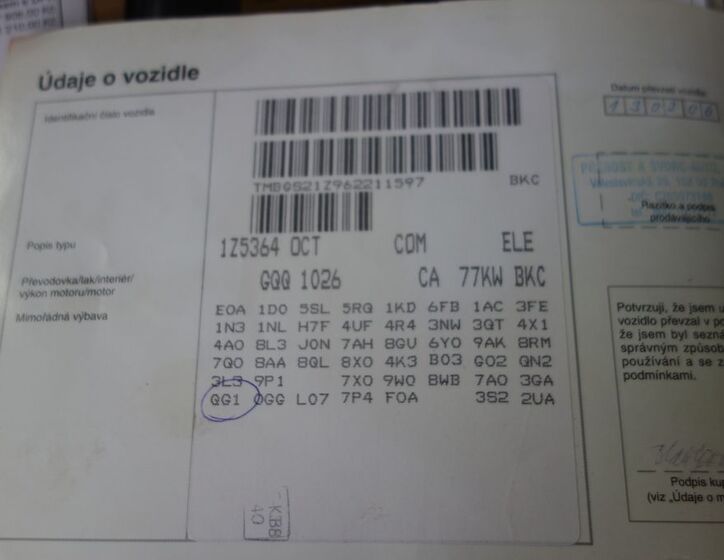 Údaje o vozidle
Identifikační číslo vozidla
TMBGS21Z962211597 BKC
Popis typu
1Z5364 OCT COM ELE
Převodovka/lak/interiér/
výkon motoru/motor
GQQ 1026 CA 77KW BKC
Mimořádná výbava
E0A 1D0 5SL 5RQ 1KD 6FB 1AC 3FE
1N3 1NL H7F 4UF 4R4 3NW 3QT 4X1
4A0 8L3 J0N 7AH 8GU 6Y0 9AK 8RM
7Q0 8AA 8QL 8X0 4K3 B03 G02 QN2
3L3 9P1 7X0 9W0 8WB 7A0 3GA
QG1 0GG L07 7P4 F0A 3S2 2UA
Datum převzetí vozidla
130206
Razítko a podpis
prodávajícího
Potvrzuji, že jsem u
vozidlo převzal v po
že jsem byl sezná
správným způsob
používání a se z
podmínkami.
Podpis kup
(viz „Údaje o m